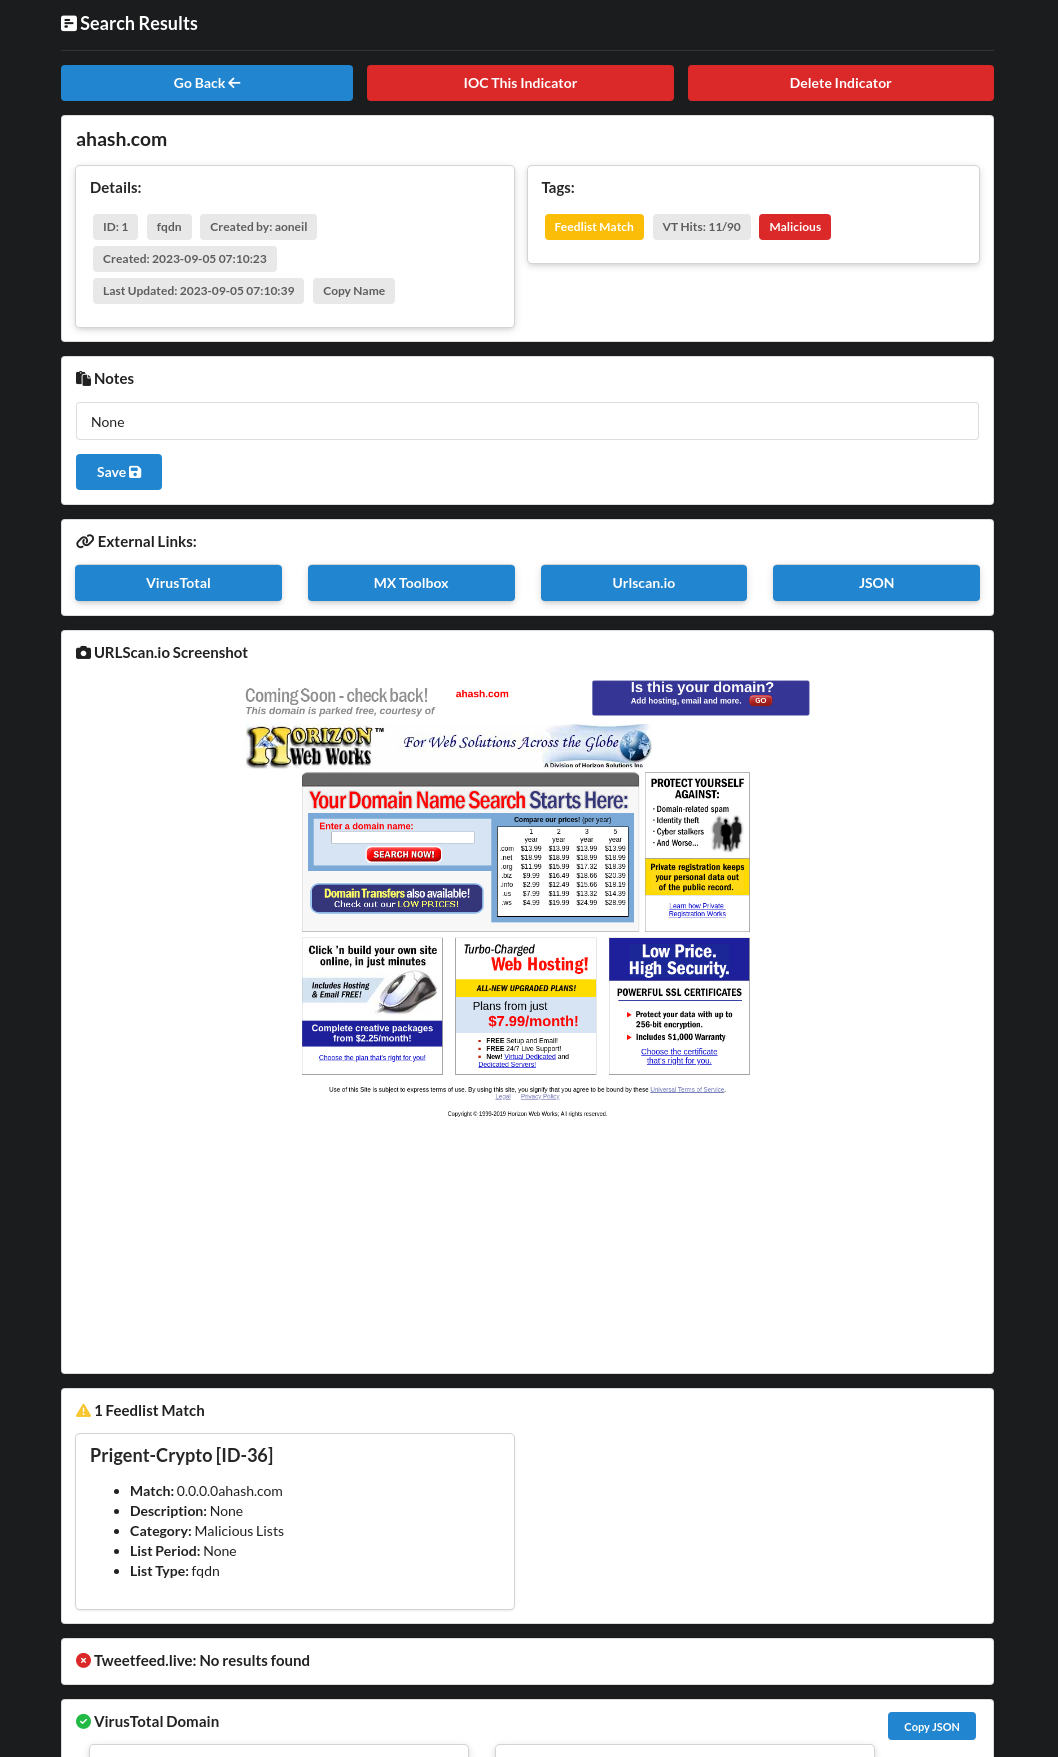 Search Results
Go Back
IOC This Indicator
Delete Indicator
ahash.com
Details:
ID: 1
fqdn
Created by: aoneil
Created: 2023-09-05 07:10:23
Last Updated: 2023-09-05 07:10:39
Copy Name
Tags:
Feedlist Match
VT Hits: 11/90
Malicious
Notes
None
Save
External Links:
VirusTotal
MX Toolbox
Urlscan.io
JSON
URLScan.io Screenshot
Coming Soon - check back!
This domain is parked free, courtesy of
ahash.com
Is this your domain?
Add hosting, email and more. GO
HORIZON™
Web Works
For Web Solutions Across the Globe
A Division of Horizon Solutions Inc
Your Domain Name Search Starts Here:
Enter a domain name:
SEARCH NOW!
Domain Transfers also available!
Check out our LOW PRICES!
Compare our prices! (per year)
1 2 3 5
year year year year
.com $13.99 $13.99 $13.99 $13.99
.net $18.99 $18.99 $18.99 $18.99
.org $11.99 $15.99 $17.32 $18.39
.biz $9.99 $16.49 $18.66 $20.39
.info $2.99 $12.49 $15.66 $18.19
.us $7.99 $11.99 $13.32 $14.39
.ws $4.99 $19.99 $24.99 $28.99
PROTECT YOURSELF
AGAINST:
· Domain-related spam
· Identity theft
· Cyber stalkers
· And Worse...
Private registration keeps
your personal data out
of the public record.
Learn how Private
Registration Works
Click 'n build your own site
online, in just minutes
Includes Hosting
& Email FREE!
Complete creative packages
from $2.25/month!
Choose the plan that's right for you!
Turbo-Charged
Web Hosting!
ALL-NEW UPGRADED PLANS!
Plans from just
$7.99/month!
FREE Setup and Email!
FREE 24/7 Live Support!
New! Virtual Dedicated and
Dedicated Servers!
Low Price.
High Security.
POWERFUL SSL CERTIFICATES
Protect your data with up to
256-bit encryption.
Includes $1,000 Warranty
Choose the certificate
that's right for you.
Use of this Site is subject to express terms of use. By using this site, you signify that you agree to be bound by these Universal Terms of Service.
Legal Privacy Policy
Copyright © 1999-2019 Horizon Web Works; All rights reserved.
1 Feedlist Match
Prigent-Crypto [ID-36]
Match: 0.0.0.0ahash.com
Description: None
Category: Malicious Lists
List Period: None
List Type: fqdn
Tweetfeed.live: No results found
VirusTotal Domain
Copy JSON